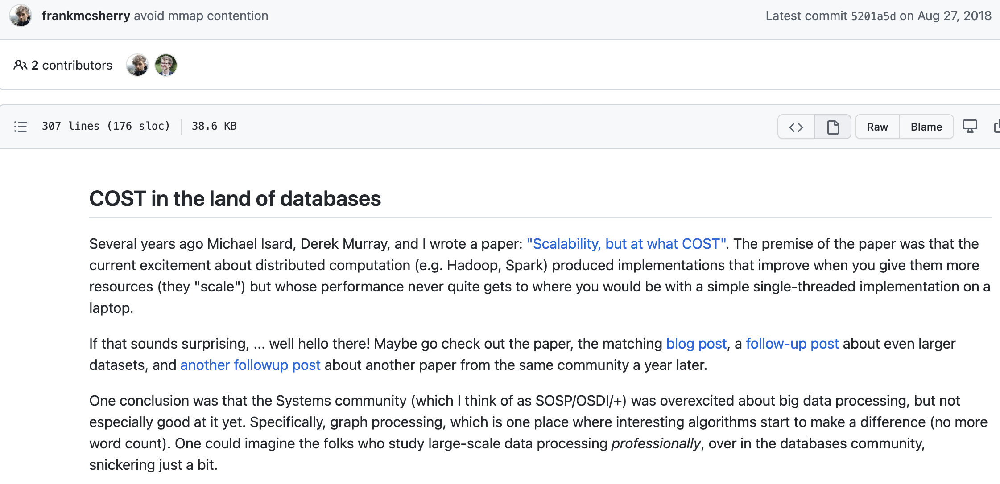 frankmcsherry avoid mmap contention
Latest commit 5201a5d on Aug 27, 2018
2 contributors
307 lines (176 sloc)
38.6 KB
Raw
Blame
COST in the land of databases
Several years ago Michael Isard, Derek Murray, and I wrote a paper: "Scalability, but at what COST". The premise of the paper was that the
current excitement about distributed computation (e.g. Hadoop, Spark) produced implementations that improve when you give them more
resources (they "scale") but whose performance never quite gets to where you would be with a simple single-threaded implementation on a
laptop.
If that sounds surprising, ... well hello there! Maybe go check out the paper, the matching blog post, a follow-up post about even larger
datasets, and another followup post about another paper from the same community a year later.
One conclusion was that the Systems community (which I think of as SOSP/OSDI/+) was overexcited about big data processing, but not
especially good at it yet. Specifically, graph processing, which is one place where interesting algorithms start to make a difference (no more
word count). One could imagine the folks who study large-scale data processing professionally, over in the databases community,
snickering just a bit.